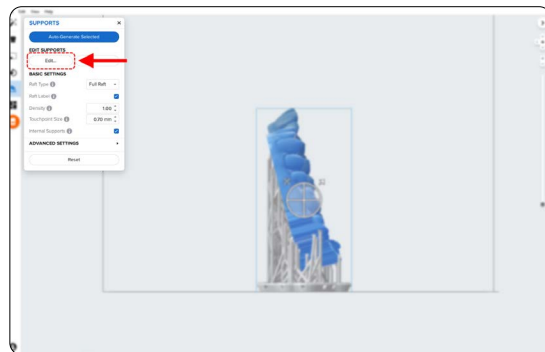 Edit View Help
SUPPORTS ×
Auto-Generate Selected
EDIT SUPPORTS
Edit...
BASIC SETTINGS
Raft Type Full Raft
Raft Label
Density 1.00
Touchpoint Size 0.70 mm
Internal Supports
ADVANCED SETTINGS
Reset